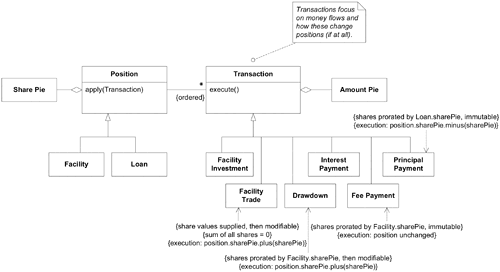 Transactions focus
on money flows and
how these change
positions (if at all).
Share Pie
Position
apply(Transaction)
*
{ordered}
Transaction
execute()
Amount Pie
{shares prorated by Loan.sharePie, immutable}
{execution: position.sharePie.minus(sharePie)}
Facility
Loan
Facility
Investment
Interest
Payment
Principal
Payment
Facility
Trade
Drawdown
Fee Payment
{share values supplied, then modifiable}
{sum of all shares = 0}
{execution: position.sharePie.plus(sharePie)}
{shares prorated by Facility.sharePie, immutable}
{execution: position unchanged}
{shares prorated by Facility.sharePie, then modifiable}
{execution: position.sharePie.plus(sharePie)}